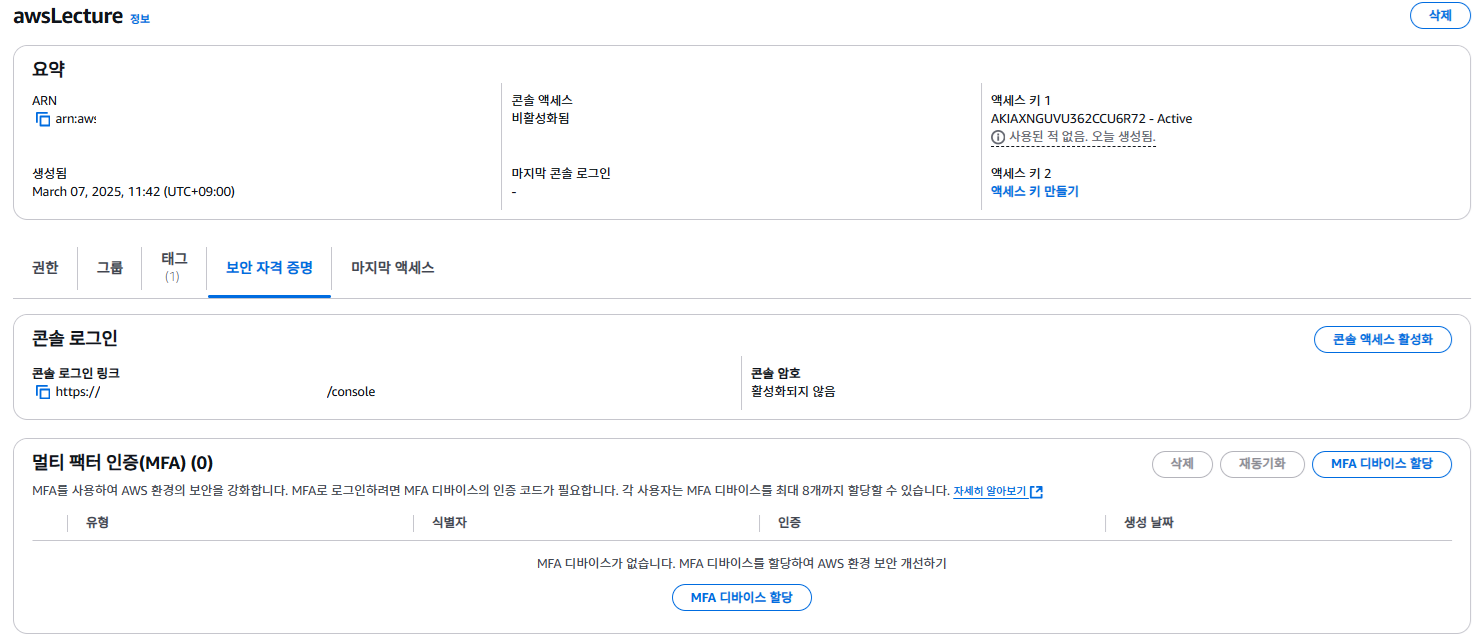 awsLecture 정보
삭제
요약
ARN
arn:aws:
생성됨
March 07, 2025, 11:42 (UTC+09:00)
콘솔 액세스
비활성화됨
마지막 콘솔 로그인
-
액세스 키 1
AKIAXNGUVU362CCU6R72 - Active
사용된 적 없음. 오늘 생성됨.
액세스 키 2
액세스 키 만들기
권한
그룹
태그
(1)
보안 자격 증명
마지막 액세스
콘솔 로그인
콘솔 액세스 활성화
콘솔 로그인 링크
https:// /console
콘솔 암호
활성화되지 않음
멀티 팩터 인증(MFA) (0)
삭제
재동기화
MFA 디바이스 할당
MFA를 사용하여 AWS 환경의 보안을 강화합니다. MFA로 로그인하려면 MFA 디바이스의 인증 코드가 필요합니다. 각 사용자는 MFA 디바이스를 최대 8개까지 할당할 수 있습니다. 자세히 알아보기
유형
식별자
인증
생성 날짜
MFA 디바이스가 없습니다. MFA 디바이스를 할당하여 AWS 환경 보안 개선하기
MFA 디바이스 할당